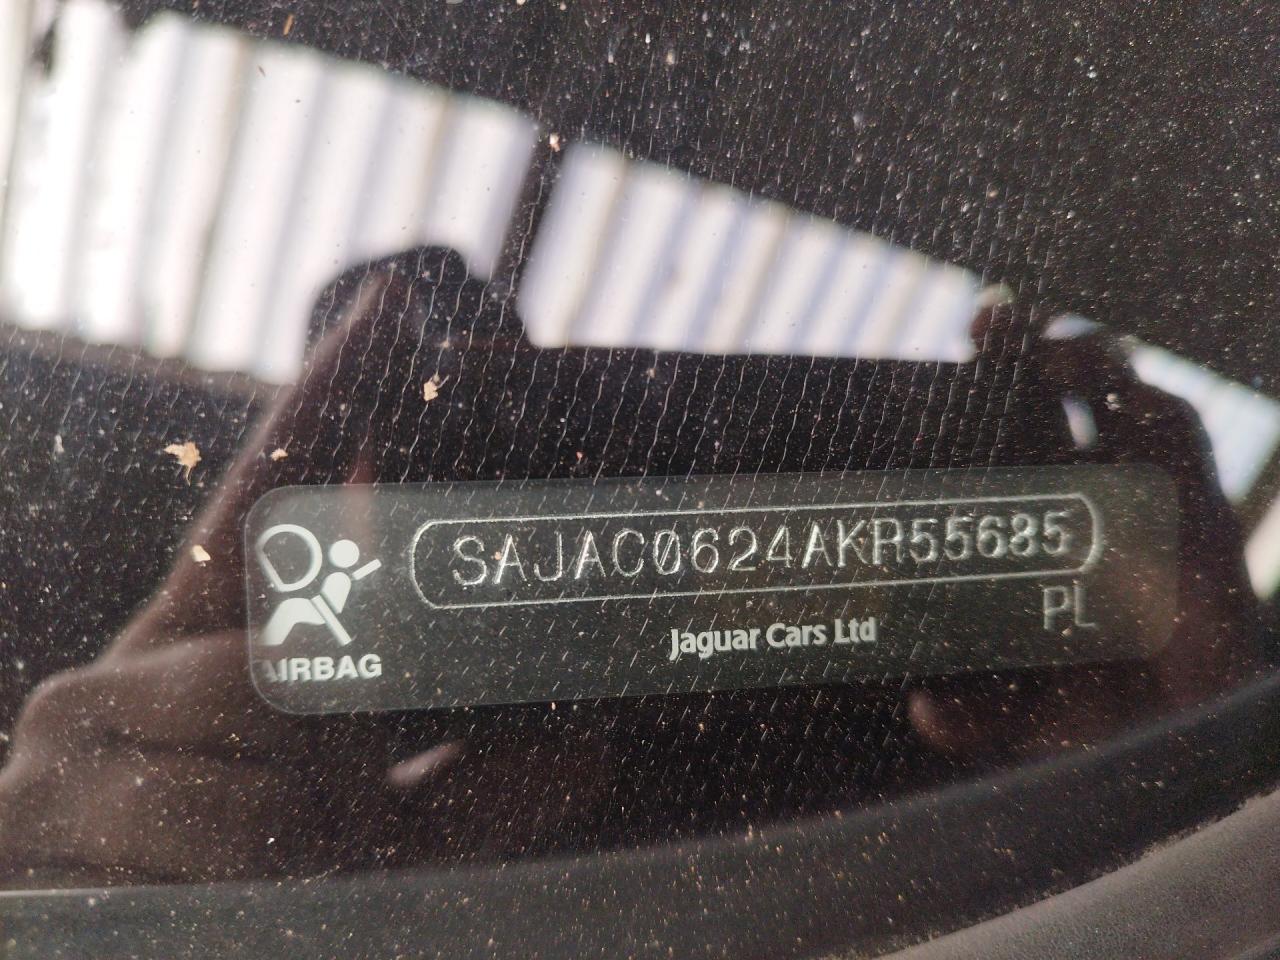 SAJAC0624AKR55685
PL
Jaguar Cars Ltd
AIRBAG